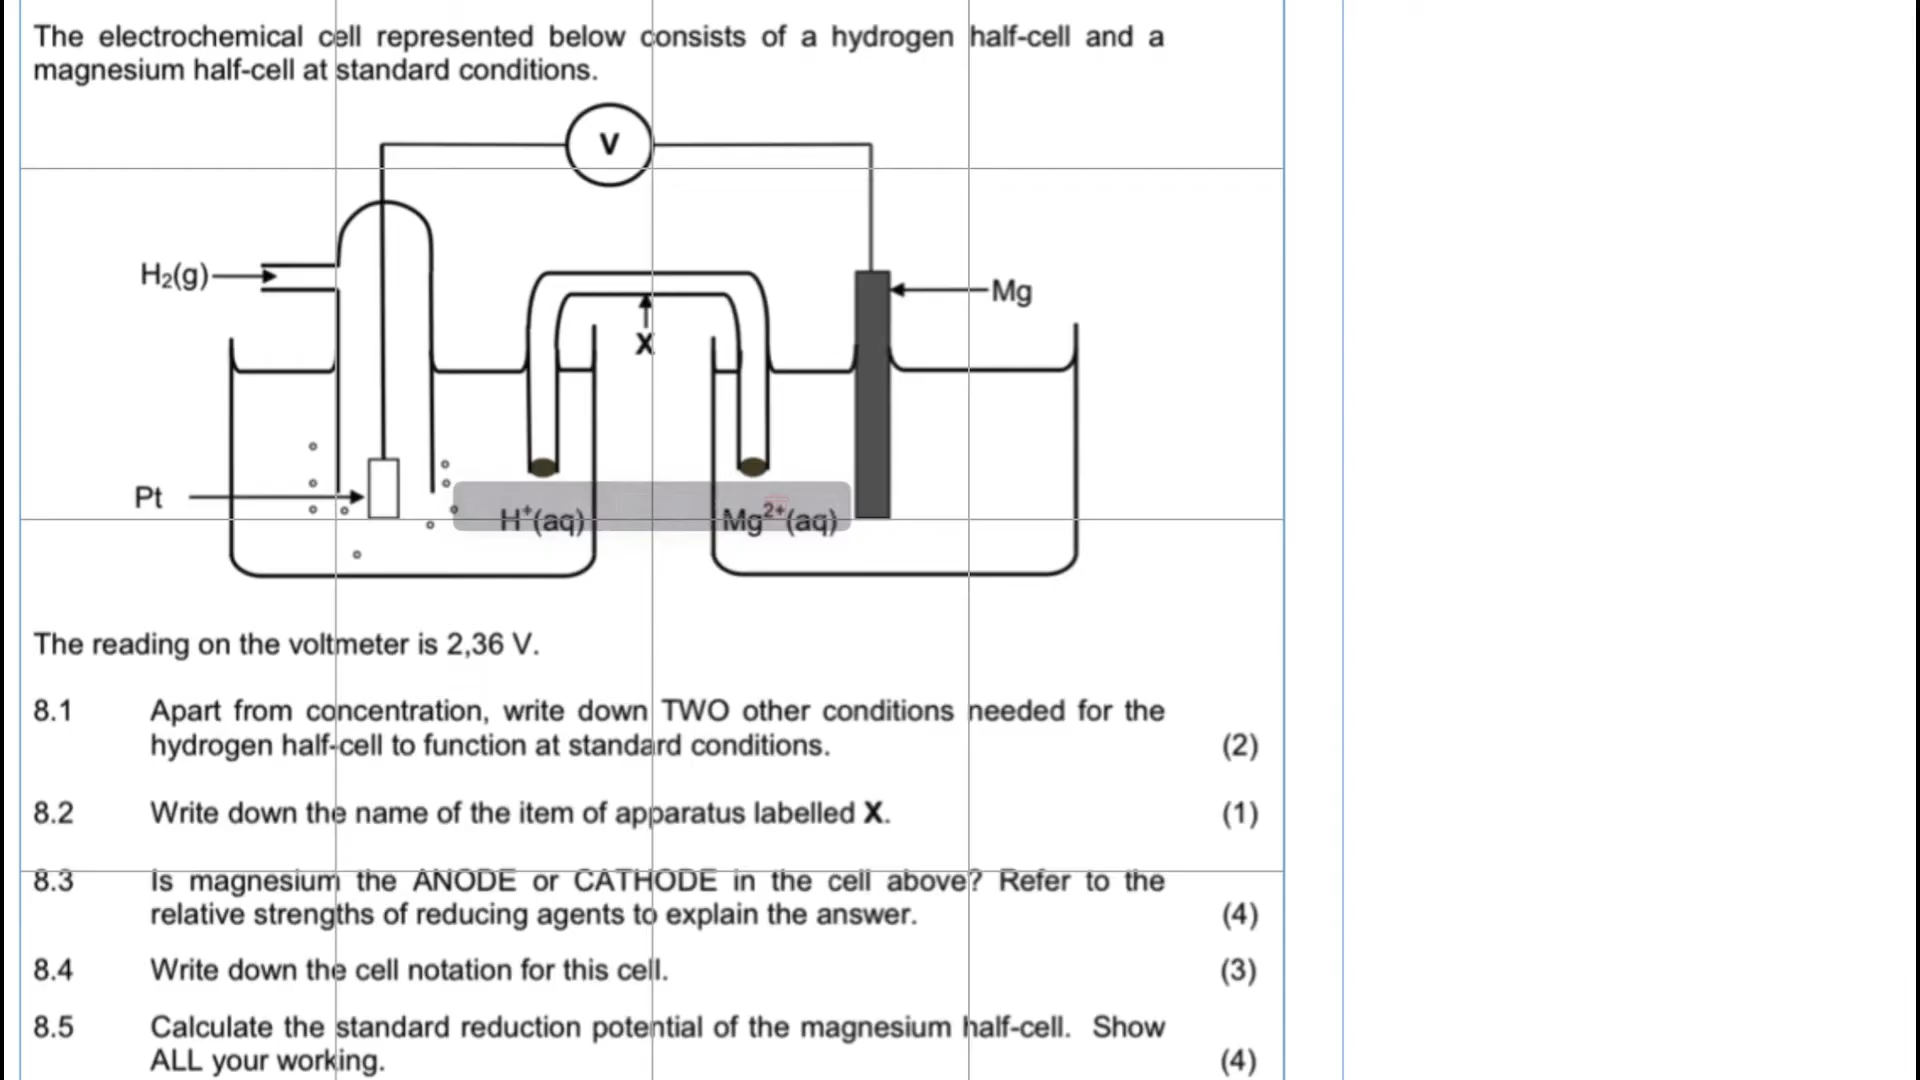 The electrochemical cell represented below consists of a hydrogen half-cell and a
magnesium half-cell at standard conditions.
V
H₂(g)
Mg
X
Pt
H⁺(aq)
Mg²⁺(aq)
The reading on the voltmeter is 2,36 V.
8.1 Apart from concentration, write down TWO other conditions needed for the
hydrogen half-cell to function at standard conditions. (2)
8.2 Write down the name of the item of apparatus labelled X. (1)
8.3 Is magnesium the ANODE or CATHODE in the cell above? Refer to the
relative strengths of reducing agents to explain the answer. (4)
8.4 Write down the cell notation for this cell. (3)
8.5 Calculate the standard reduction potential of the magnesium half-cell. Show
ALL your working. (4)